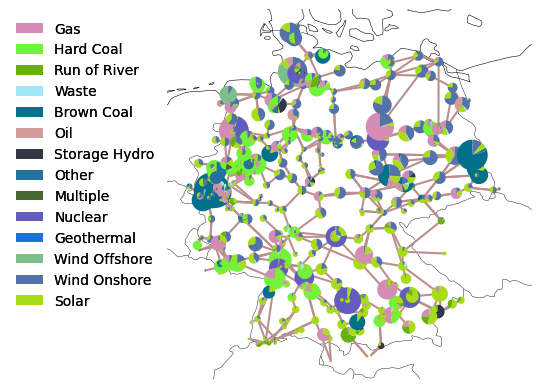 Gas
Hard Coal
Run of River
Waste
Brown Coal
Oil
Storage Hydro
Other
Multiple
Nuclear
Geothermal
Wind Offshore
Wind Onshore
Solar